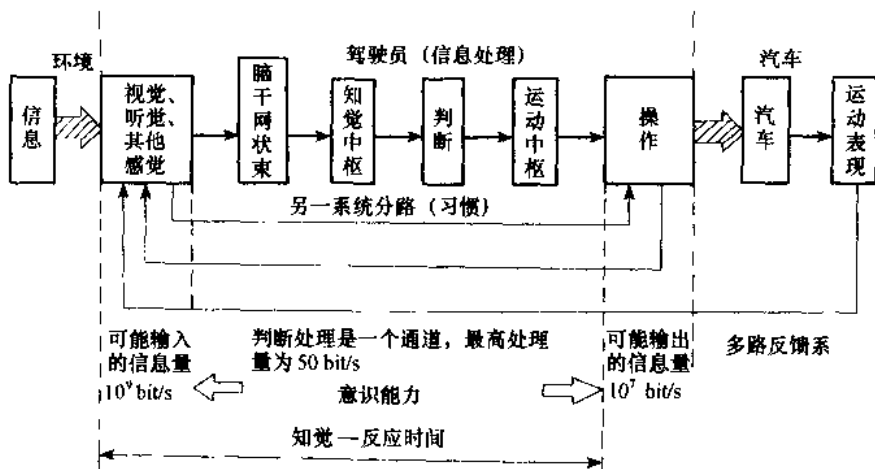 环境
驾驶员（信息处理）
汽车
信息
视觉、
听觉、
其他
感觉
脑干网状束
知觉中枢
判断
运动中枢
操作
汽车
运动表现
另一系统分路（习惯）
可能输入
的信息量
10⁹ bit/s
判断处理是一个通道，最高处理
量为 50 bit/s
可能输出
的信息量
10⁷ bit/s
多路反馈系
意识能力
知觉—反应时间